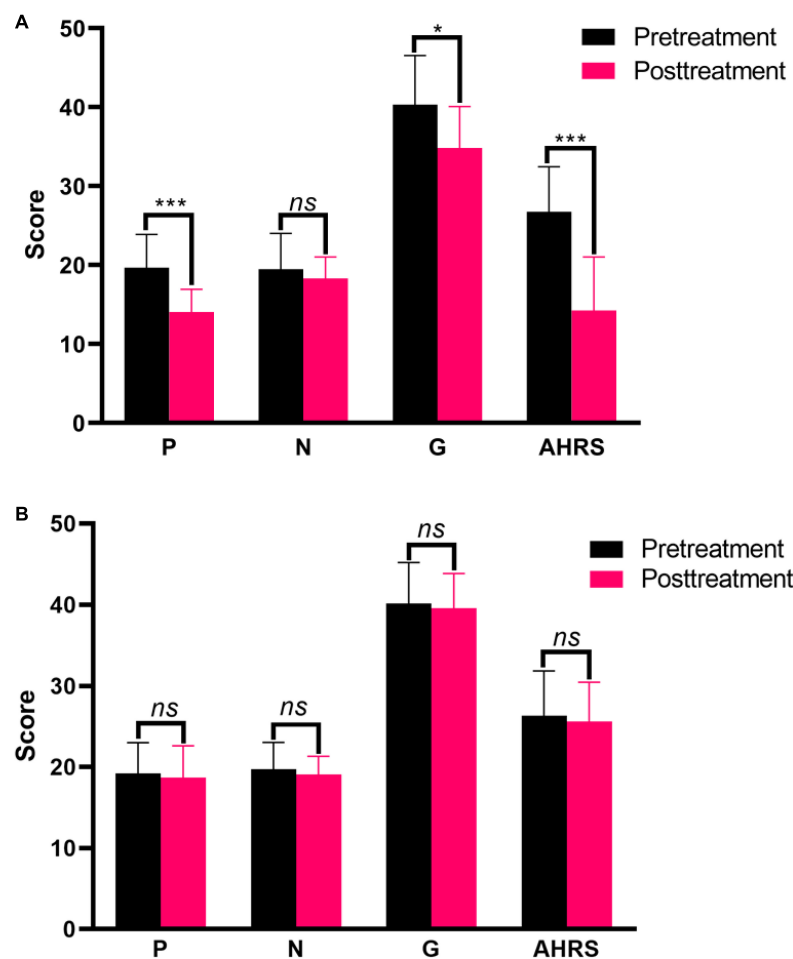 A
50
40
30
20
10
0
Score
Pretreatment
Posttreatment
***
ns
*
***
P N G AHRS
B
50
40
30
20
10
0
Score
Pretreatment
Posttreatment
ns
ns
ns
ns
P N G AHRS